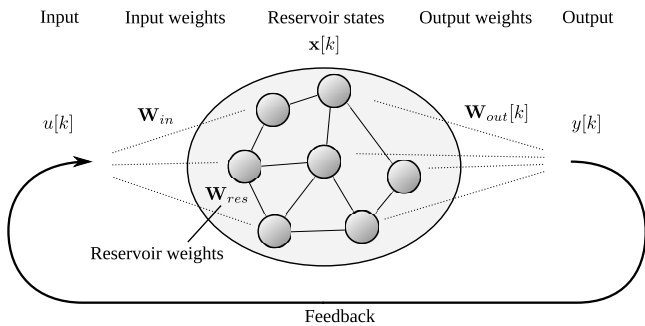 Input Input weights Reservoir states Output weights Output
x[k]
W_in W_out[k]
u[k] y[k]
W_res
Reservoir weights
Feedback